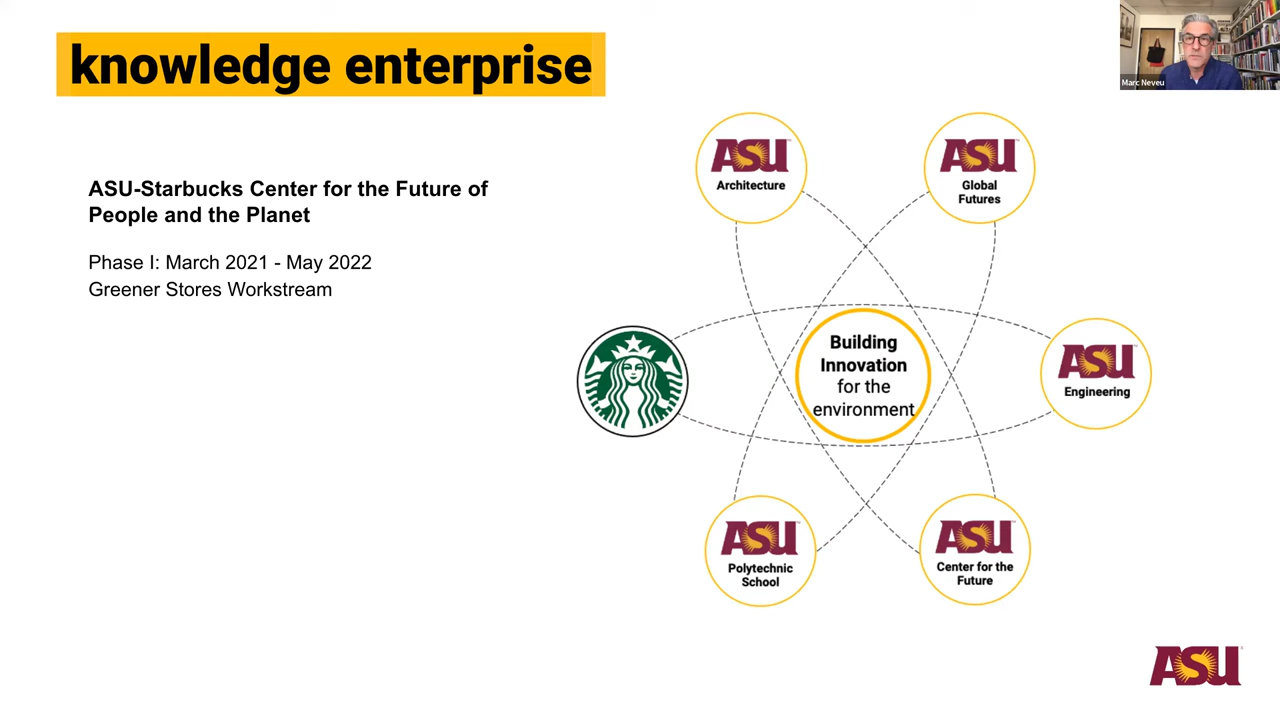 knowledge enterprise
Marc Neveu
ASU-Starbucks Center for the Future of
People and the Planet
Phase I: March 2021 - May 2022
Greener Stores Workstream
ASU
Architecture
ASU
Global
Futures
Building
Innovation
for the
environment
ASU
Engineering
ASU
Polytechnic
School
ASU
Center for the
Future
ASU